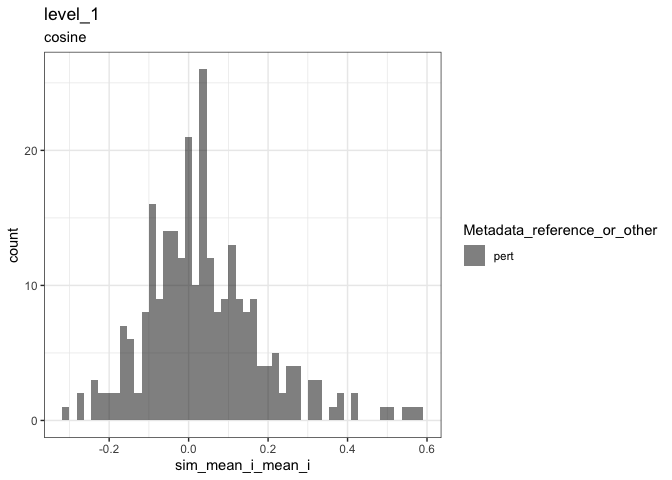 level_1
cosine
20
10
0
count
-0.2
0.0
0.2
0.4
0.6
sim_mean_i_mean_i
Metadata_reference_or_other
pert